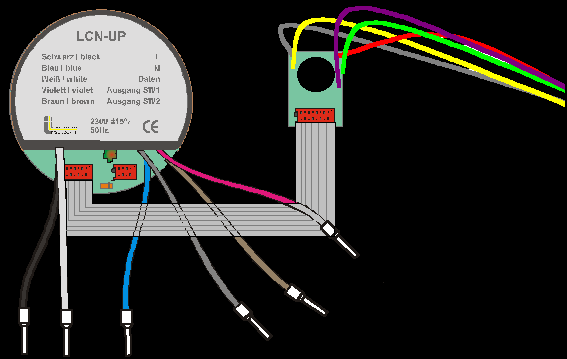 LCN-UP
Schwarz | black L
Blau | blue N
Weiß | white Daten
Violett | violet Ausgang SW1
Braun | brown Ausgang SW2
230V ±15%
50Hz
CE